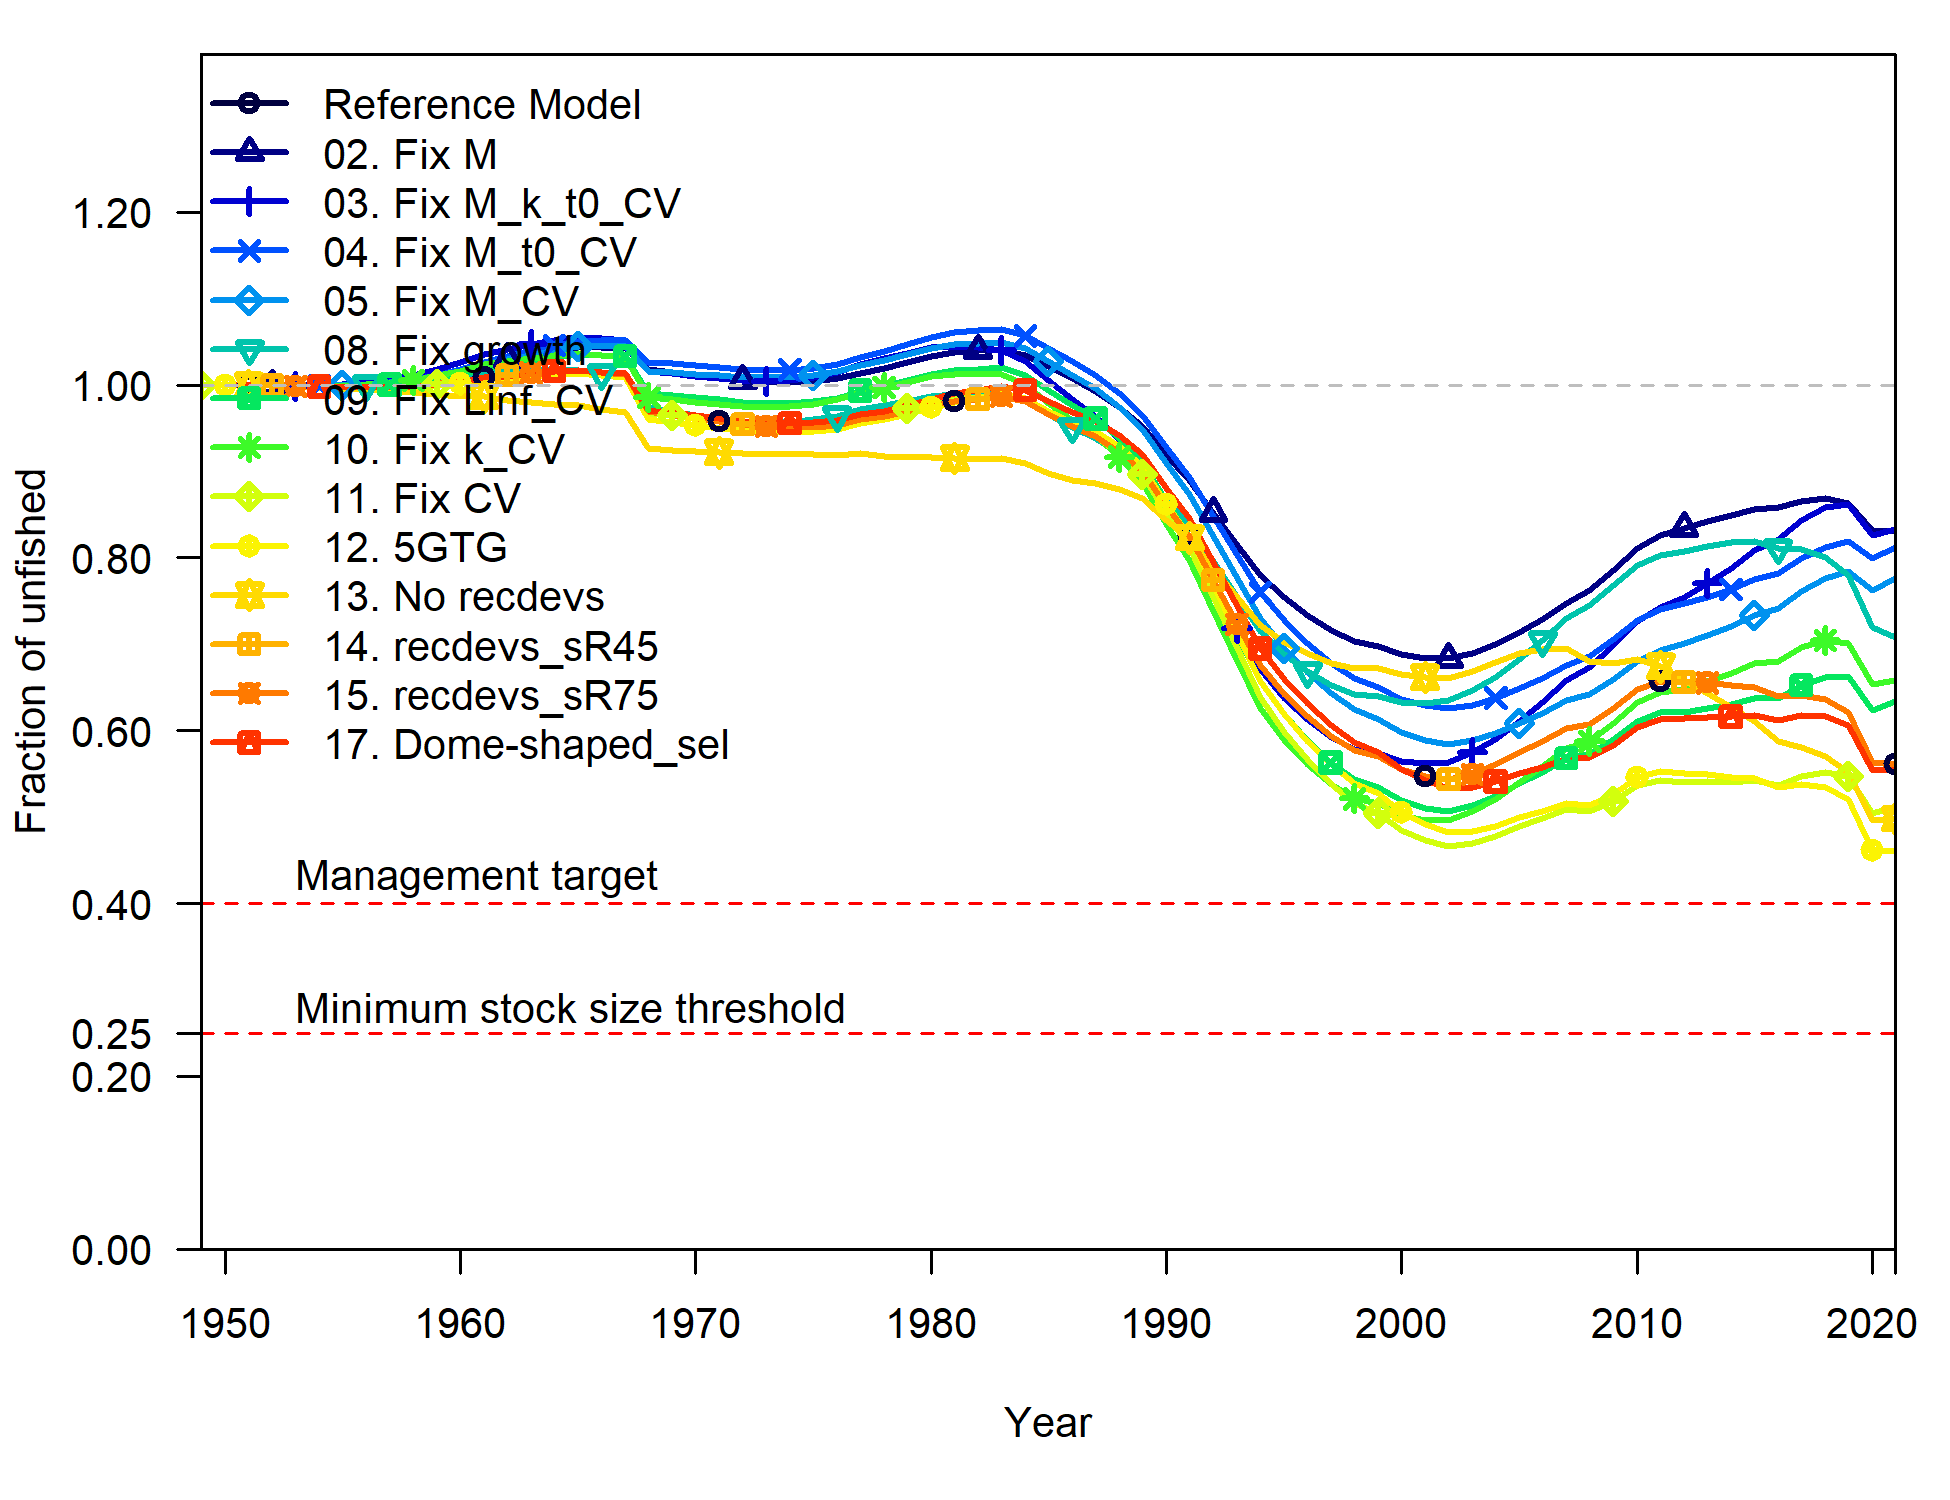 Reference Model
02. Fix M
03. Fix M_k_t0_CV
04. Fix M_t0_CV
05. Fix M_CV
08. Fix growth
09. Fix Linf_CV
10. Fix k_CV
11. Fix CV
12. 5GTG
13. No recdevs
14. recdevs_sR45
15. recdevs_sR75
17. Dome-shaped_sel
Fraction of unfished
1.20
1.00
0.80
0.60
0.40
0.25
0.20
0.00
Management target
Minimum stock size threshold
1950 1960 1970 1980 1990 2000 2010 2020
Year